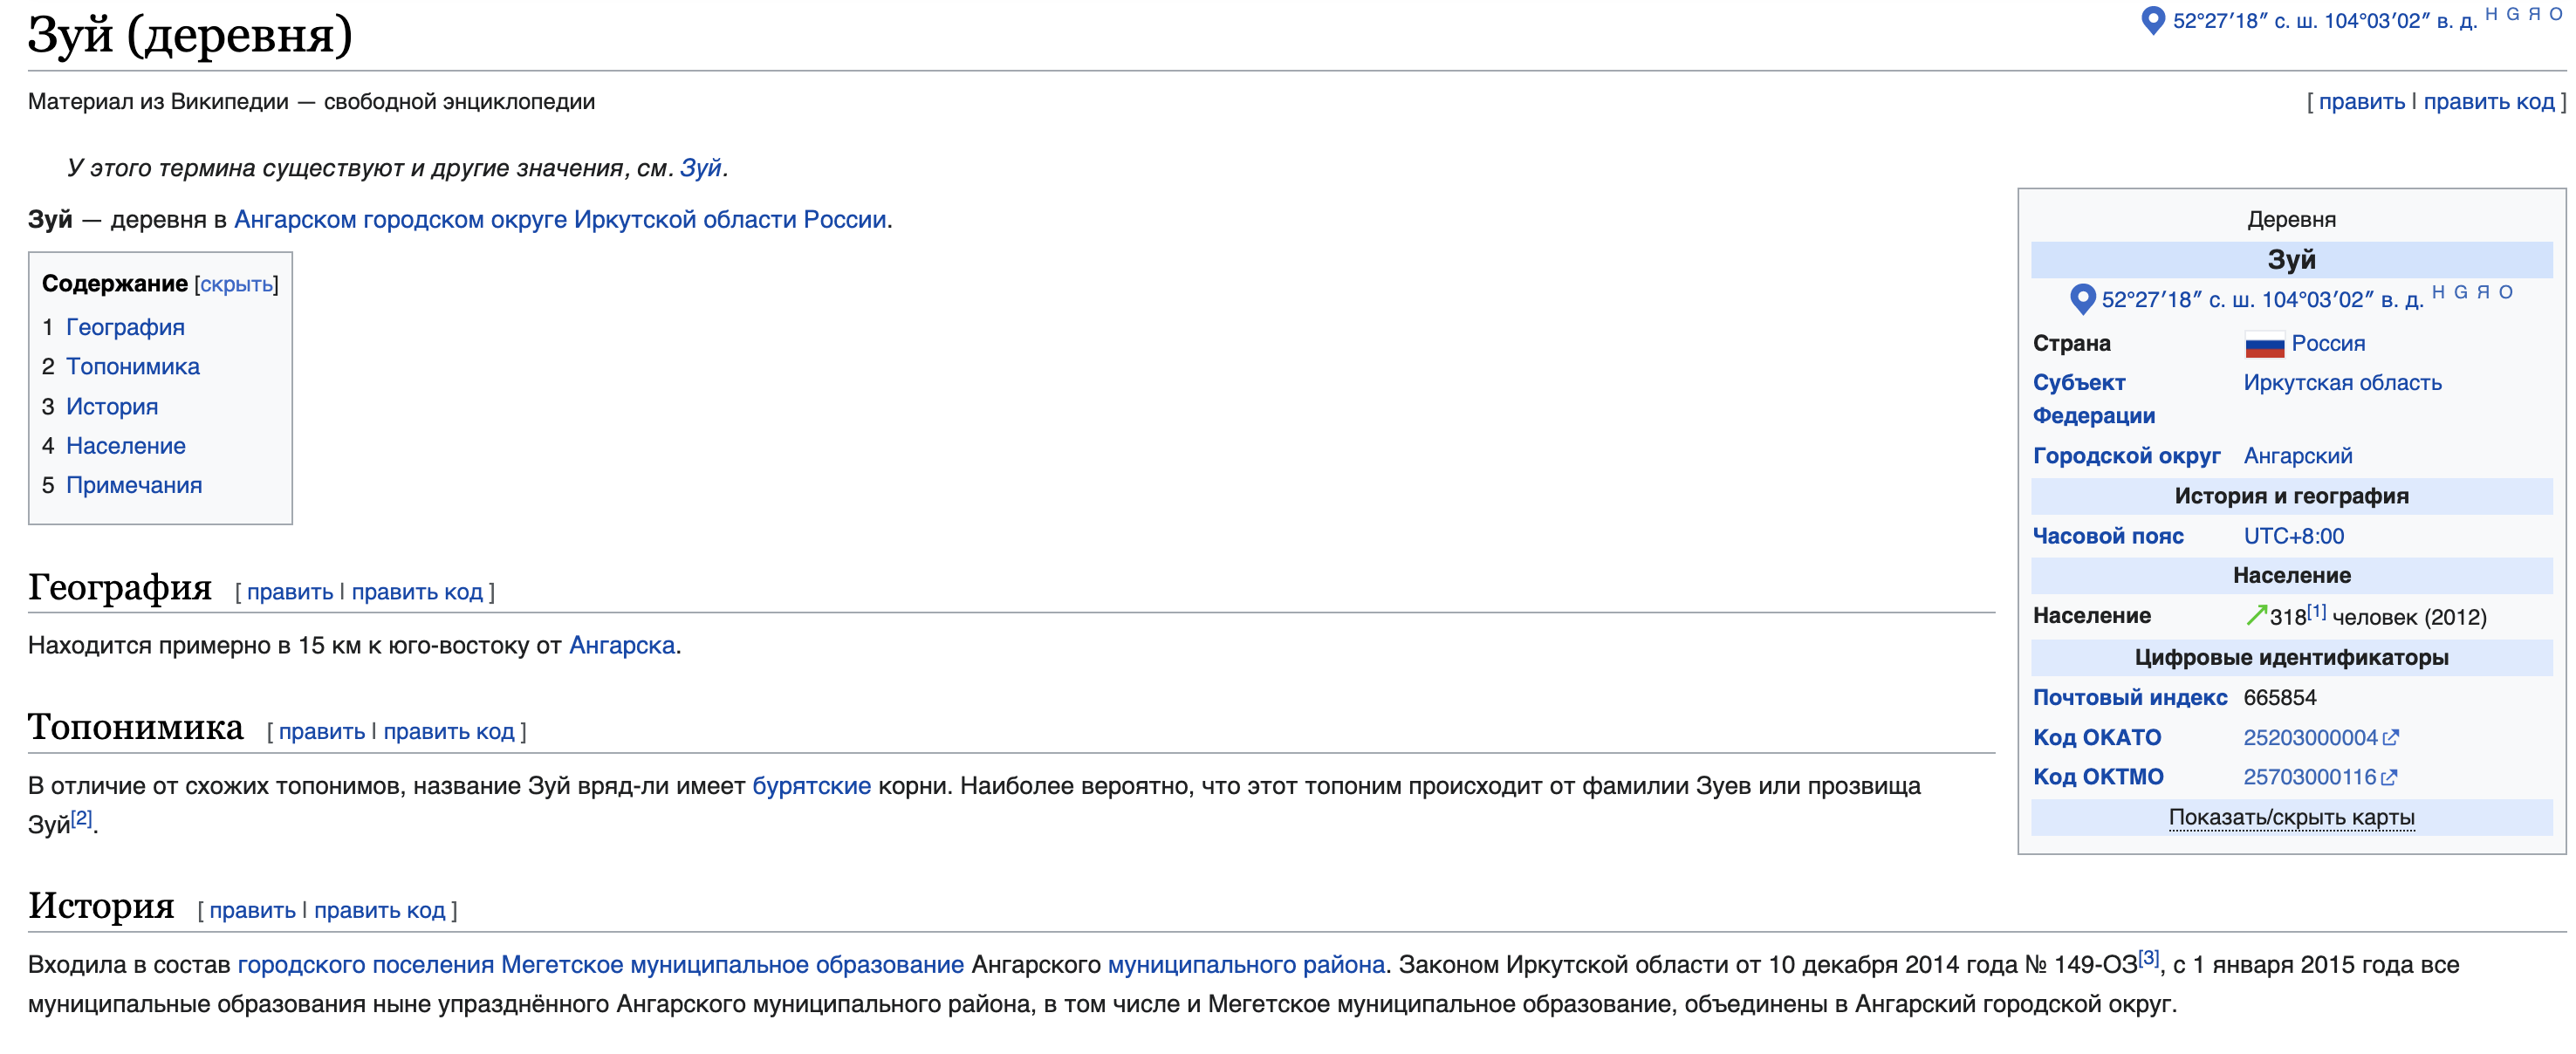 Зуй (деревня)
52°27′18″ с. ш. 104°03′02″ в. д. H G Я O
Материал из Википедии — свободной энциклопедии
[ править | править код ]
У этого термина существуют и другие значения, см. Зуй.
Зуй — деревня в Ангарском городском округе Иркутской области России.
Содержание [скрыть]
1 География
2 Топонимика
3 История
4 Население
5 Примечания
География [ править | править код ]
Находится примерно в 15 км к юго-востоку от Ангарска.
Топонимика [ править | править код ]
В отличие от схожих топонимов, название Зуй вряд-ли имеет бурятские корни. Наиболее вероятно, что этот топоним происходит от фамилии Зуев или прозвища
Зуй[2].
Деревня
Зуй
52°27′18″ с. ш. 104°03′02″ в. д. H G Я O
Страна Россия
Субъект Иркутская область
Федерации
Городской округ Ангарский
История и география
Часовой пояс UTC+8:00
Население
Население ↗318[1] человек (2012)
Цифровые идентификаторы
Почтовый индекс 665854
Код ОКАТО 25203000004
Код ОКТМО 25703000116
Показать/скрыть карты
История [ править | править код ]
Входила в состав городского поселения Мегетское муниципальное образование Ангарского муниципального района. Законом Иркутской области от 10 декабря 2014 года № 149-ОЗ[3], с 1 января 2015 года все
муниципальные образования ныне упразднённого Ангарского муниципального района, в том числе и Мегетское муниципальное образование, объединены в Ангарский городской округ.